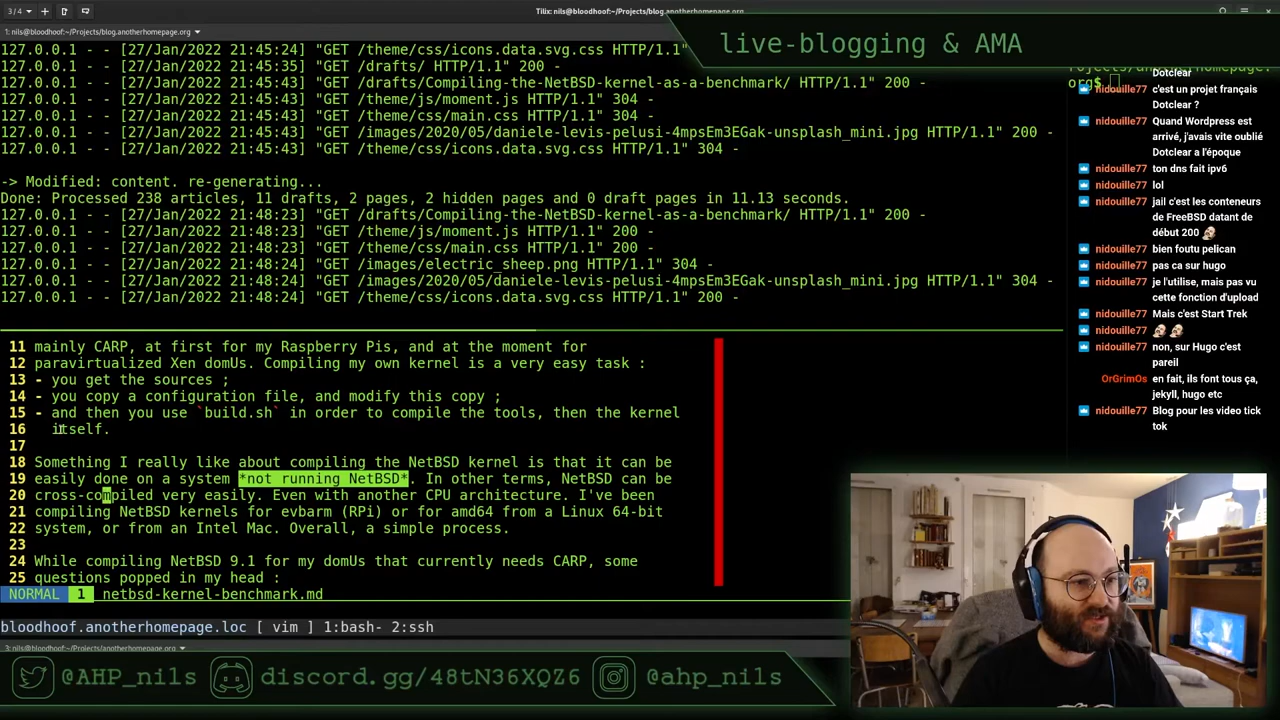 3/4
Tilix: nils@bloodhoof:~/Projects/blog.anotherhomepage.org
1: nils@bloodhoof:~/Projects/blog.anotherhomepage.org
live-blogging & AMA
127.0.0.1 - - [27/Jan/2022 21:45:24] "GET /theme/css/icons.data.svg.css HTTP/1.1"
127.0.0.1 - - [27/Jan/2022 21:45:35] "GET /drafts/ HTTP/1.1" 200 -
127.0.0.1 - - [27/Jan/2022 21:45:43] "GET /drafts/Compiling-the-NetBSD-kernel-as-a-benchmark/ HTTP/1.1" 200 -
127.0.0.1 - - [27/Jan/2022 21:45:43] "GET /theme/js/moment.js HTTP/1.1" 304 -
127.0.0.1 - - [27/Jan/2022 21:45:43] "GET /theme/css/main.css HTTP/1.1" 304 -
127.0.0.1 - - [27/Jan/2022 21:45:43] "GET /images/2020/05/daniele-levis-pelusi-4mpsEm3EGak-unsplash_mini.jpg HTTP/1.1" 200 -
127.0.0.1 - - [27/Jan/2022 21:45:43] "GET /theme/css/icons.data.svg.css HTTP/1.1" 304 -
-> Modified: content. re-generating...
Done: Processed 238 articles, 11 drafts, 2 pages, 2 hidden pages and 0 draft pages in 11.13 seconds.
127.0.0.1 - - [27/Jan/2022 21:48:23] "GET /drafts/Compiling-the-NetBSD-kernel-as-a-benchmark/ HTTP/1.1" 200 -
127.0.0.1 - - [27/Jan/2022 21:48:23] "GET /theme/js/moment.js HTTP/1.1" 200 -
127.0.0.1 - - [27/Jan/2022 21:48:23] "GET /theme/css/main.css HTTP/1.1" 200 -
127.0.0.1 - - [27/Jan/2022 21:48:24] "GET /images/electric_sheep.png HTTP/1.1" 304 -
127.0.0.1 - - [27/Jan/2022 21:48:24] "GET /images/2020/05/daniele-levis-pelusi-4mpsEm3EGak-unsplash_mini.jpg HTTP/1.1" 304 -
127.0.0.1 - - [27/Jan/2022 21:48:24] "GET /theme/css/icons.data.svg.css HTTP/1.1" 200 -
11 mainly CARP, at first for my Raspberry Pis, and at the moment for
12 paravirtualized Xen domUs. Compiling my own kernel is a very easy task :
13 - you get the sources ;
14 - you copy a configuration file, and modify this copy ;
15 - and then you use `build.sh` in order to compile the tools, then the kernel
16 itself.
17
18 Something I really like about compiling the NetBSD kernel is that it can be
19 easily done on a system *not running NetBSD*. In other terms, NetBSD can be
20 cross-compiled very easily. Even with another CPU architecture. I've been
21 compiling NetBSD kernels for evbarm (RPi) or for amd64 from a Linux 64-bit
22 system, or from an Intel Mac. Overall, a simple process.
23
24 While compiling NetBSD 9.1 for my domUs that currently needs CARP, some
25 questions popped in my head :
NORMAL 1 netbsd-kernel-benchmark.md
bloodhoof.anotherhomepage.loc [ vim ] 1:bash- 2:ssh
3: nils@bloodhoof:~/Projects/anotherhomepage.org
@AHP_nils discord.gg/48tN36XQZ6 @ahp_nils
org$
Dotclear
nidouille77 c'est un projet français
Dotclear ?
nidouille77 Quand Wordpress est
arrivé, j'avais vite oublié
Dotclear a l'époque
nidouille77 ton dns fait ipv6
nidouille77 lol
nidouille77 jail c'est les conteneurs
de FreeBSD datant de
début 200
nidouille77 bien foutu pelican
nidouille77 pas ca sur hugo
nidouille77 je l'utilise, mais pas vu
cette fonction d'upload
nidouille77 Mais c'est Start Trek
nidouille77
nidouille77 non, sur Hugo c'est
pareil
OrGrimOs en fait, ils font tous ça,
jekyll, hugo etc
nidouille77 Blog pour les video tick
tok